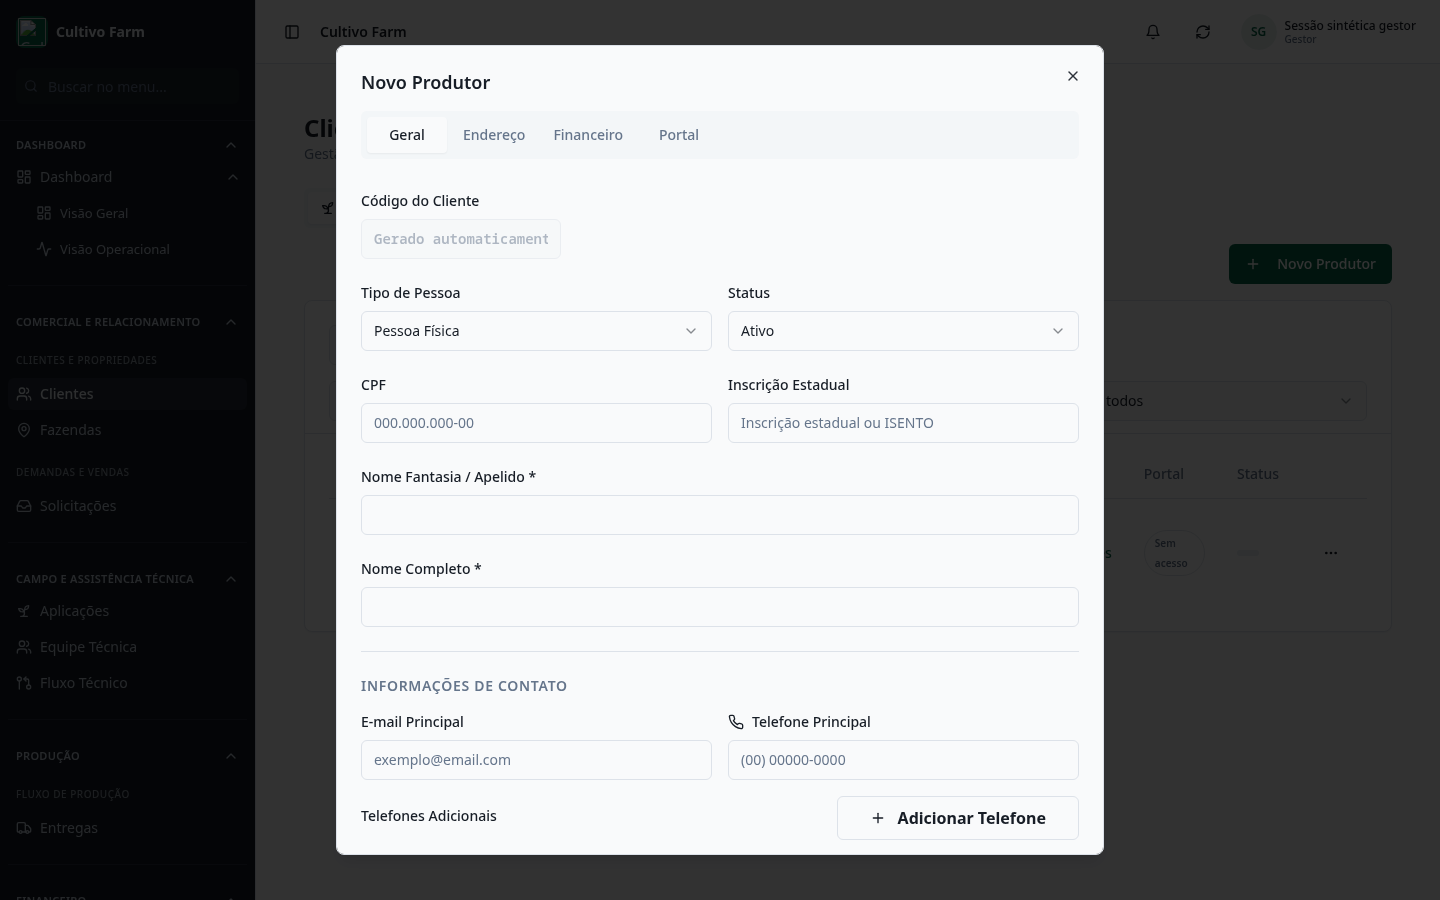 Cultivo Farm
Buscar no menu...
DASHBOARD
Dashboard
Visão Geral
Visão Operacional
COMERCIAL E RELACIONAMENTO
CLIENTES E PROPRIEDADES
Clientes
Fazendas
DEMANDAS E VENDAS
Solicitações
CAMPO E ASSISTÊNCIA TÉCNICA
Aplicações
Equipe Técnica
Fluxo Técnico
PRODUÇÃO
FLUXO DE PRODUÇÃO
Entregas
Cultivo Farm
SG
Sessão sintética gestor
Gestor
Novo Produtor
todos
Portal
Status
Sem
acesso
Novo Produtor
Geral
Endereço
Financeiro
Portal
Código do Cliente
Gerado automaticament
Tipo de Pessoa
Status
Pessoa Física
Ativo
CPF
Inscrição Estadual
000.000.000-00
Inscrição estadual ou ISENTO
Nome Fantasia / Apelido *
Nome Completo *
INFORMAÇÕES DE CONTATO
E-mail Principal
Telefone Principal
exemplo@email.com
(00) 00000-0000
Telefones Adicionais
Adicionar Telefone